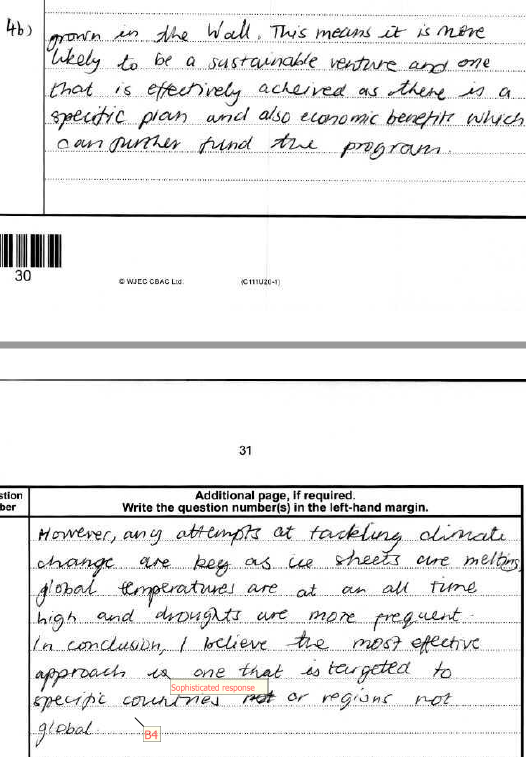 4b)
grown in the Wall. This means it is more
likely to be a sustainable venture and one
that is effectively acheived as there is a
specific plan and also economic benefits which
can further fund the program.
30
© WJEC CBAC Ltd.
(C111U20-1)
31
stion
ber
Additional page, if required.
Write the question number(s) in the left-hand margin.
However, any attempts at tackling climate
change are key as ice sheets are melting,
global temperatures are at an all time
high and droughts are more frequent.
In conclusion, I believe the most effective
approach is one that is targeted to
Sophisticated response
specific countries not or regions not
global.
B4